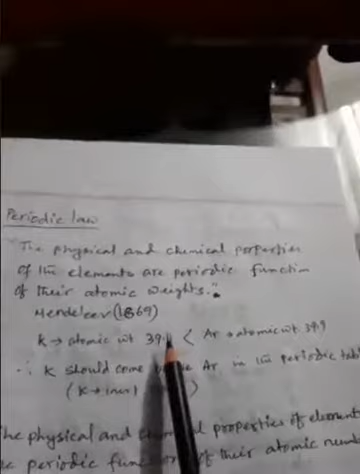 Periodic law
"The physical and chemical properties
of the elements are periodic function
of their atomic weights."
Mendeleev (1869)
K → atomic wt 39.1 < Ar → atomic wt. 39.9
∴ K should come Ar in the periodic
(K → )
The physical and properties of element
periodic of their atomic